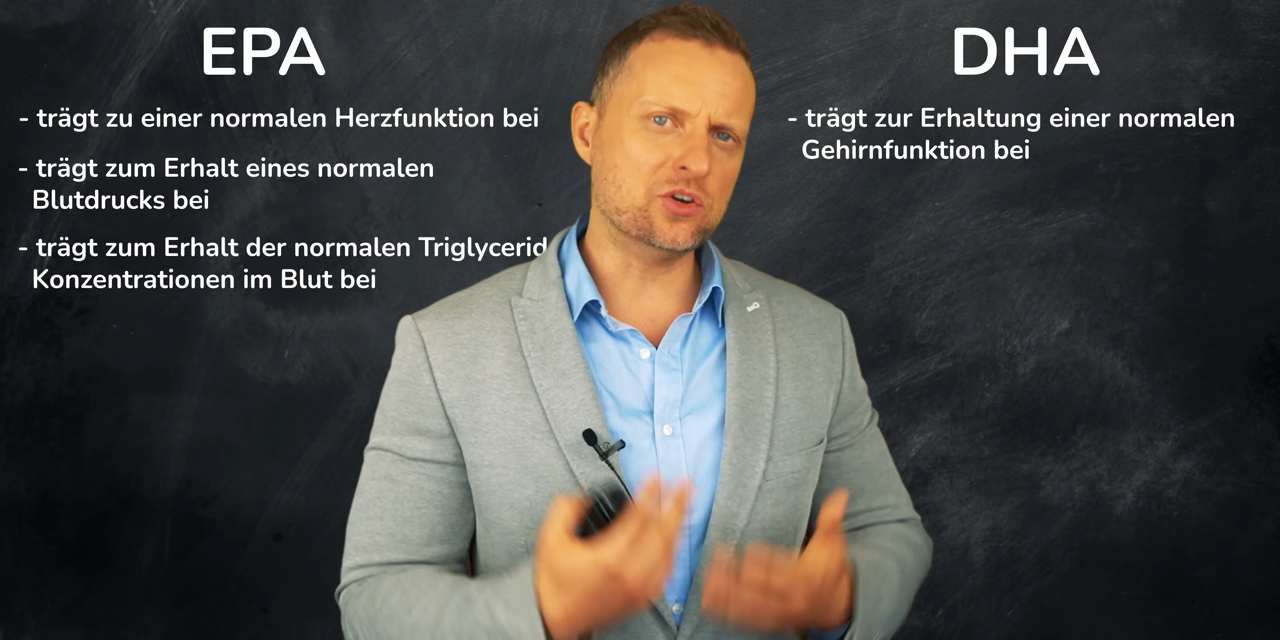 EPA
- trägt zu einer normalen Herzfunktion bei
- trägt zum Erhalt eines normalen
Blutdrucks bei
- trägt zum Erhalt der normalen Triglycerid
Konzentrationen im Blut bei
DHA
- trägt zur Erhaltung einer normalen
Gehirnfunktion bei